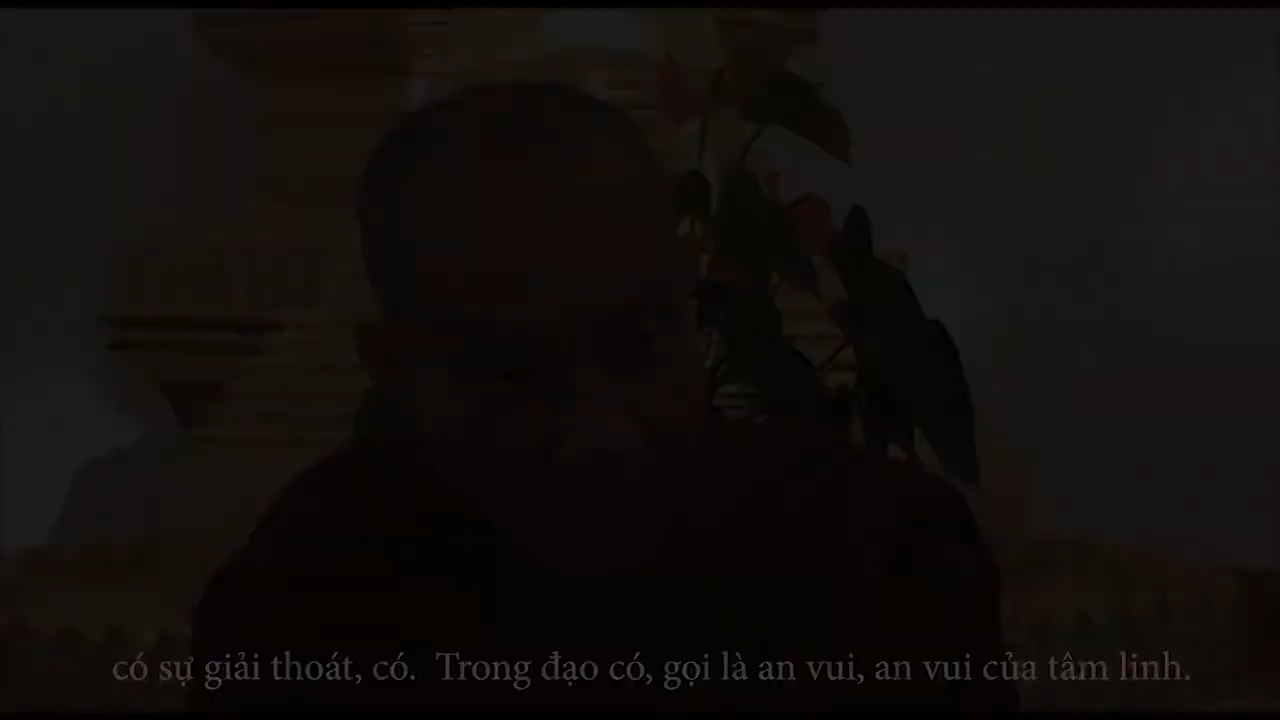 có sự giải thoát, có. Trong đạo có, gọi là an vui, an vui của tâm linh.